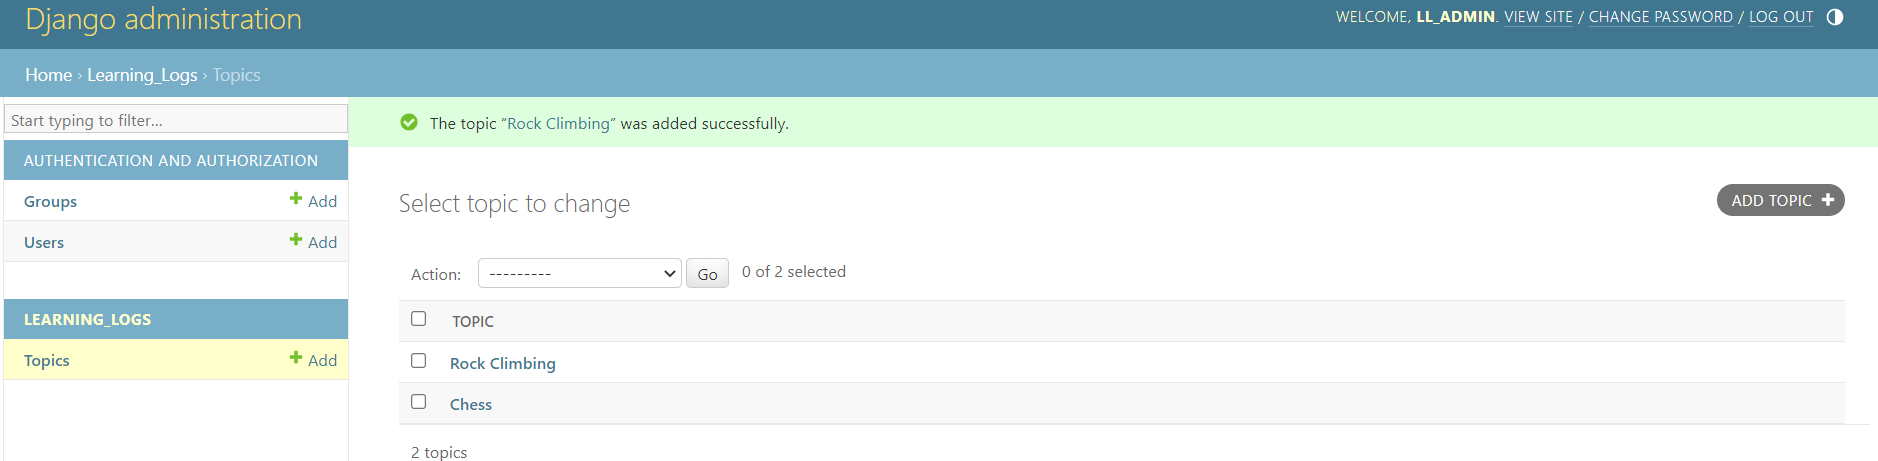 Django administration
WELCOME, LL_ADMIN. VIEW SITE / CHANGE PASSWORD / LOG OUT
Home › Learning_Logs › Topics
Start typing to filter...
AUTHENTICATION AND AUTHORIZATION
Groups Add
Users Add
LEARNING_LOGS
Topics Add
The topic “Rock Climbing” was added successfully.
Select topic to change
ADD TOPIC
Action: --------- Go 0 of 2 selected
TOPIC
Rock Climbing
Chess
2 topics